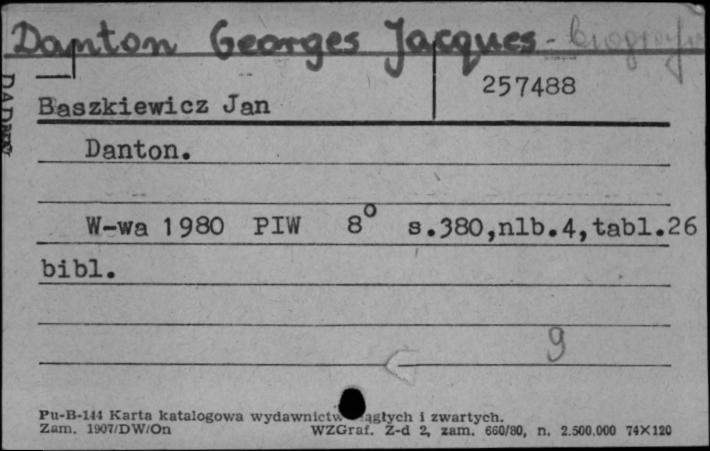 Danton Georges Jacques - biografia
257488
Baszkiewicz Jan
Danton.
W-wa 1980 PIW 8° s.380,nlb.4,tabl.26
bibl.
9
Pu-B-144 Karta katalogowa wydawnictw ciągłych i zwartych.
Zam. 1907/DW/On WZGraf. Z-d 2, zam. 660/80, n. 2.500.000 74×120